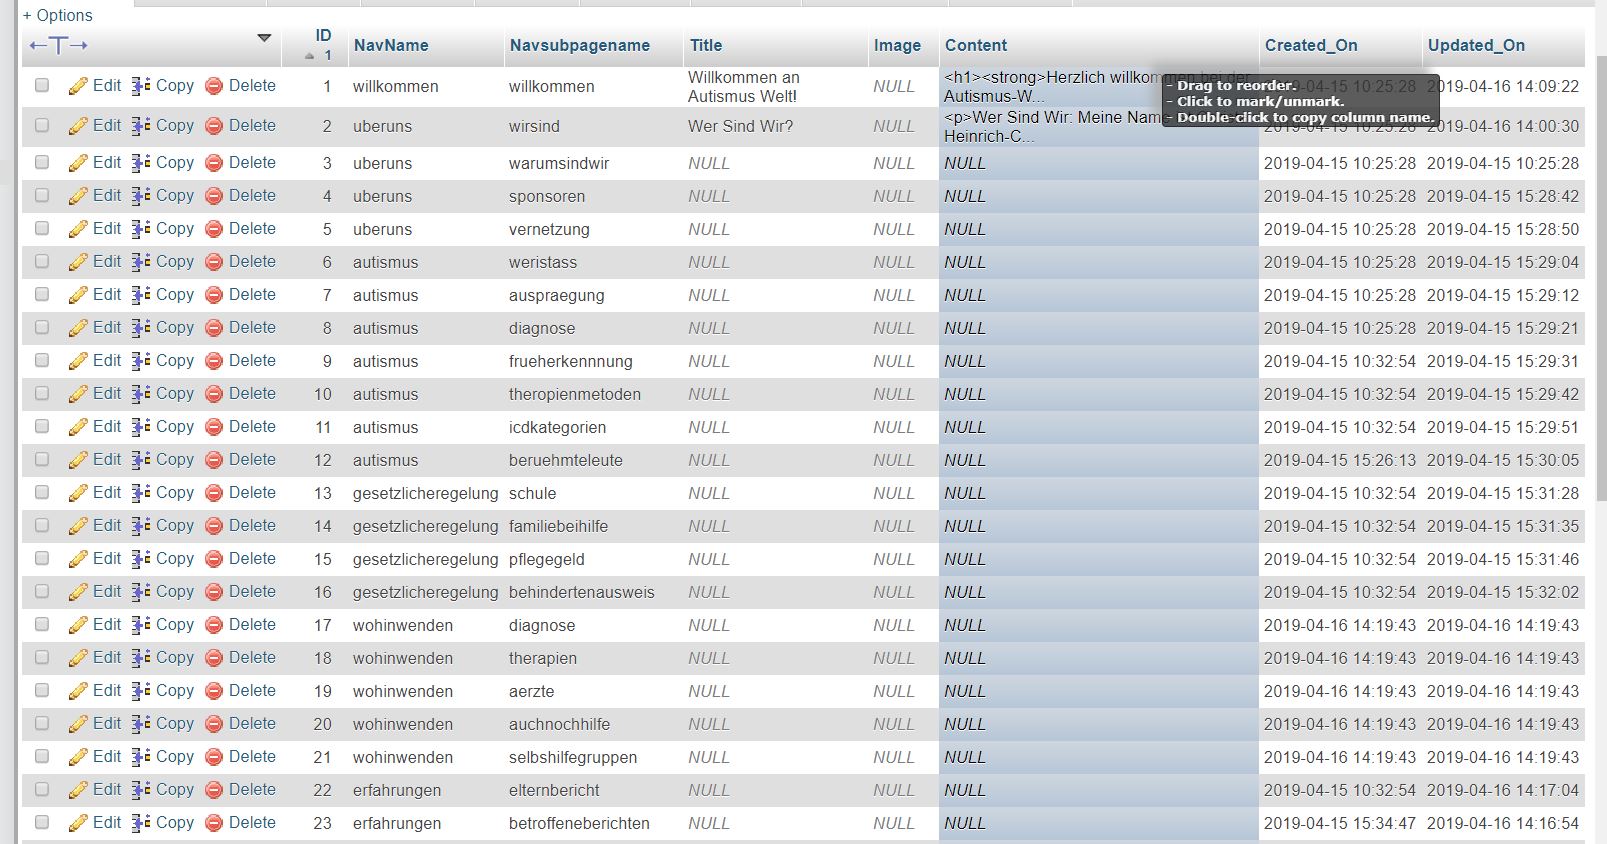 + Options
ID 1 NavName Navsubpagename Title Image Content Created_On Updated_On
- Drag to reorder.
- Click to mark/unmark.
- Double-click to copy column name.
Edit Copy Delete 1 willkommen willkommen Willkommen an NULL <h1><strong>Herzlich willkommen bei der 2019-04-15 10:25:28 2019-04-16 14:09:22
Autismus Welt! Autismus-W...
Edit Copy Delete 2 uberuns wirsind Wer Sind Wir? NULL <p>Wer Sind Wir: Meine Name 2019-04-15 10:25:28 2019-04-16 14:00:30
Heinrich-C...
Edit Copy Delete 3 uberuns warumsindwir NULL NULL NULL 2019-04-15 10:25:28 2019-04-15 10:25:28
Edit Copy Delete 4 uberuns sponsoren NULL NULL NULL 2019-04-15 10:25:28 2019-04-15 15:28:42
Edit Copy Delete 5 uberuns vernetzung NULL NULL NULL 2019-04-15 10:25:28 2019-04-15 15:28:50
Edit Copy Delete 6 autismus weristass NULL NULL NULL 2019-04-15 10:25:28 2019-04-15 15:29:04
Edit Copy Delete 7 autismus auspraegung NULL NULL NULL 2019-04-15 10:25:28 2019-04-15 15:29:12
Edit Copy Delete 8 autismus diagnose NULL NULL NULL 2019-04-15 10:25:28 2019-04-15 15:29:21
Edit Copy Delete 9 autismus frueherkennnung NULL NULL NULL 2019-04-15 10:32:54 2019-04-15 15:29:31
Edit Copy Delete 10 autismus theropienmetoden NULL NULL NULL 2019-04-15 10:32:54 2019-04-15 15:29:42
Edit Copy Delete 11 autismus icdkategorien NULL NULL NULL 2019-04-15 10:32:54 2019-04-15 15:29:51
Edit Copy Delete 12 autismus beruehmteleute NULL NULL NULL 2019-04-15 15:26:13 2019-04-15 15:30:05
Edit Copy Delete 13 gesetzlicheregelung schule NULL NULL NULL 2019-04-15 10:32:54 2019-04-15 15:31:28
Edit Copy Delete 14 gesetzlicheregelung familiebeihilfe NULL NULL NULL 2019-04-15 10:32:54 2019-04-15 15:31:35
Edit Copy Delete 15 gesetzlicheregelung pflegegeld NULL NULL NULL 2019-04-15 10:32:54 2019-04-15 15:31:46
Edit Copy Delete 16 gesetzlicheregelung behindertenausweis NULL NULL NULL 2019-04-15 10:32:54 2019-04-15 15:32:02
Edit Copy Delete 17 wohinwenden diagnose NULL NULL NULL 2019-04-16 14:19:43 2019-04-16 14:19:43
Edit Copy Delete 18 wohinwenden therapien NULL NULL NULL 2019-04-16 14:19:43 2019-04-16 14:19:43
Edit Copy Delete 19 wohinwenden aerzte NULL NULL NULL 2019-04-16 14:19:43 2019-04-16 14:19:43
Edit Copy Delete 20 wohinwenden auchnochhilfe NULL NULL NULL 2019-04-16 14:19:43 2019-04-16 14:19:43
Edit Copy Delete 21 wohinwenden selbshilfegruppen NULL NULL NULL 2019-04-16 14:19:43 2019-04-16 14:19:43
Edit Copy Delete 22 erfahrungen elternbericht NULL NULL NULL 2019-04-15 10:32:54 2019-04-16 14:17:04
Edit Copy Delete 23 erfahrungen betroffeneberichten NULL NULL NULL 2019-04-15 15:34:47 2019-04-16 14:16:54